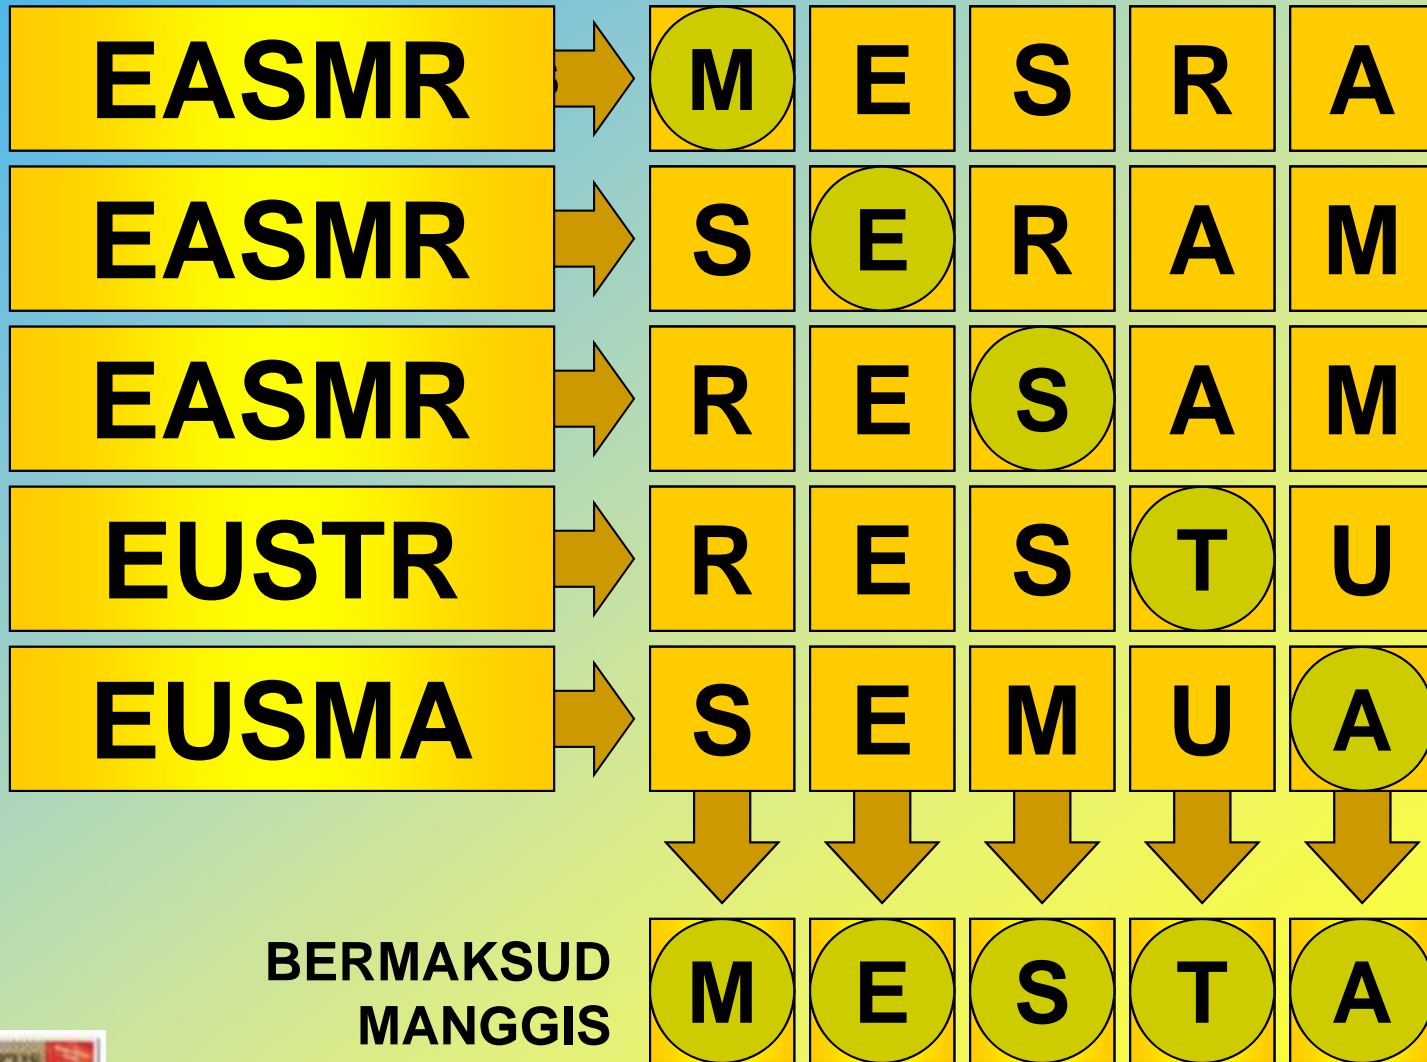 EASMR M E S R A
EASMR S E R A M
EASMR R E S A M
EUSTR R E S T U
EUSMA S E M U A
BERMAKSUD
MANGGIS
M E S T A